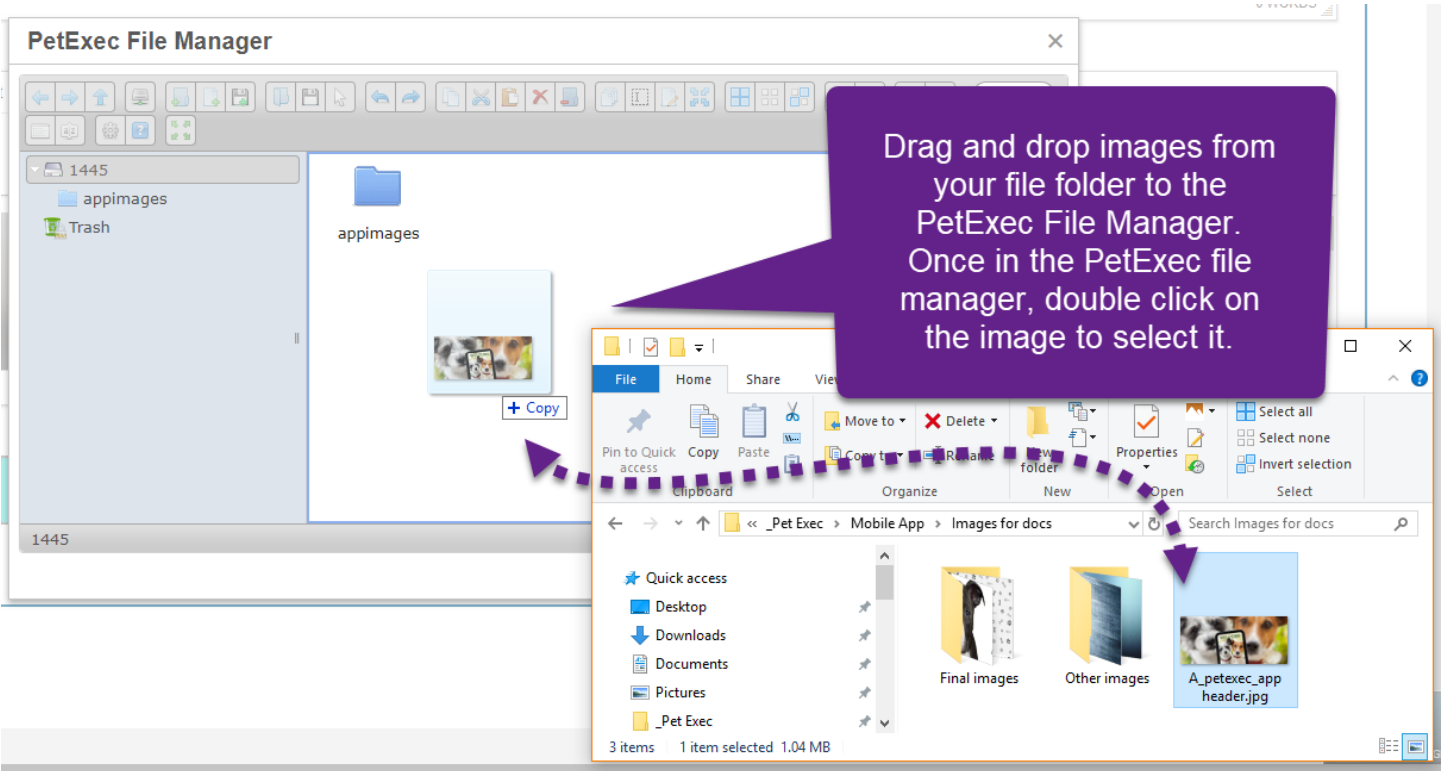 0 WORDS
PetExec File Manager
1445
appimages
Trash
appimages
+ Copy
1445
Drag and drop images from
your file folder to the
PetExec File Manager.
Once in the PetExec file
manager, double click on
the image to select it.
File Home Share
Pin to Quick
access
Copy
Paste
Move to
Delete
Rename
folder
Properties
Select all
Select none
Invert selection
Clipboard
Organize
New
Open
Select
« _Pet Exec > Mobile App > Images for docs
Search Images for docs
Quick access
Desktop
Downloads
Documents
Pictures
_Pet Exec
Final images
Other images
A_petexec_app
header.jpg
3 items 1 item selected 1.04 MB